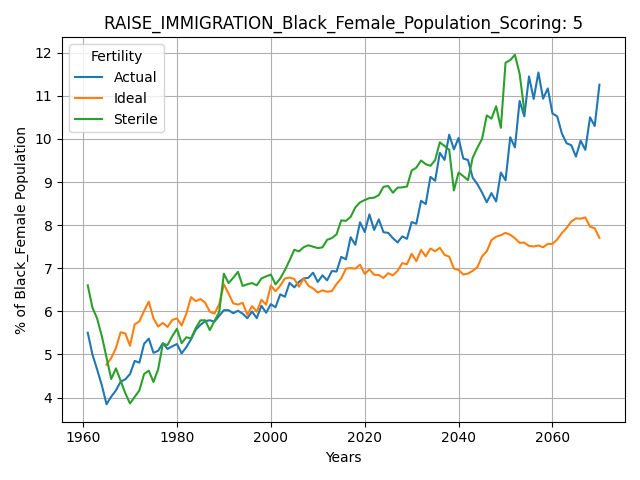 RAISE_IMMIGRATION_Black_Female_Population_Scoring: 5
Fertility
Actual
Ideal
Sterile
% of Black_Female Population
12
11
10
9
8
7
6
5
4
1960 1980 2000 2020 2040 2060
Years